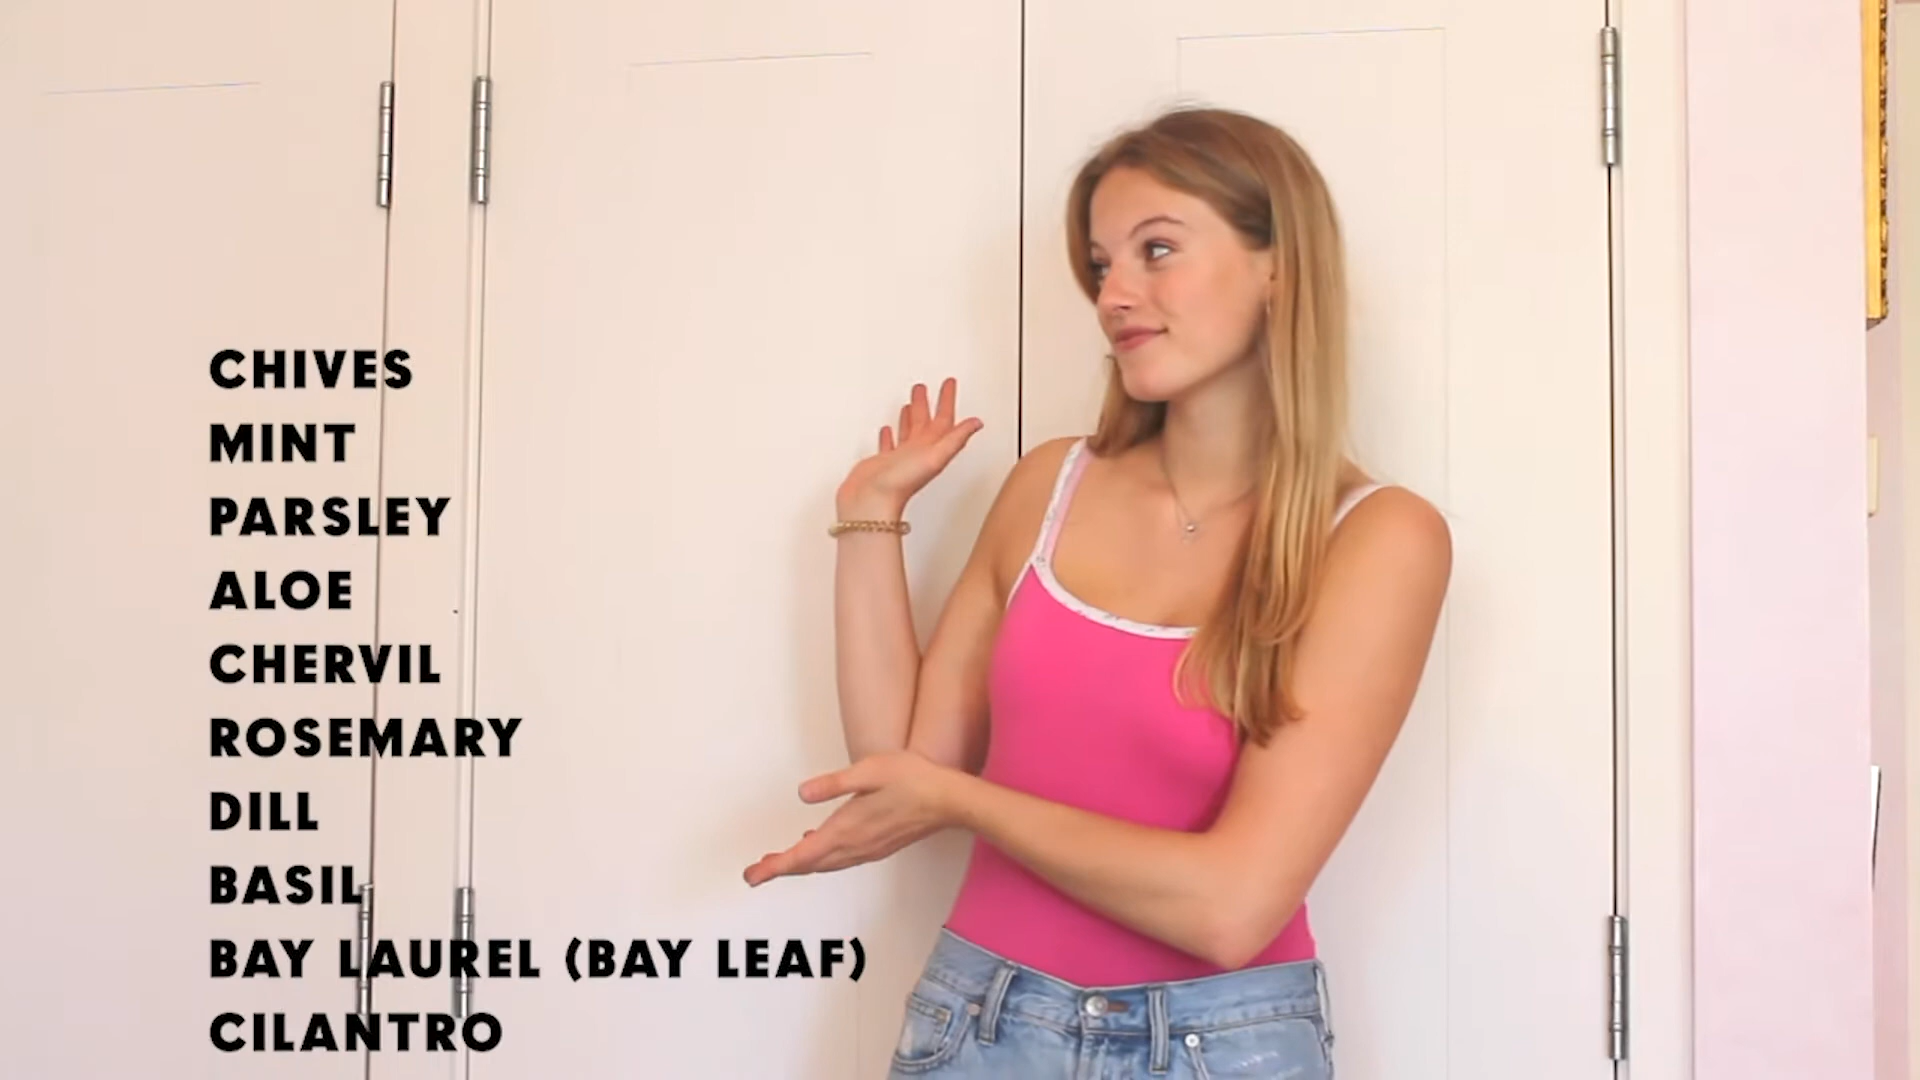 CHIVES
MINT
PARSLEY
ALOE
CHERVIL
ROSEMARY
DILL
BASIL
BAY LAUREL (BAY LEAF)
CILANTRO